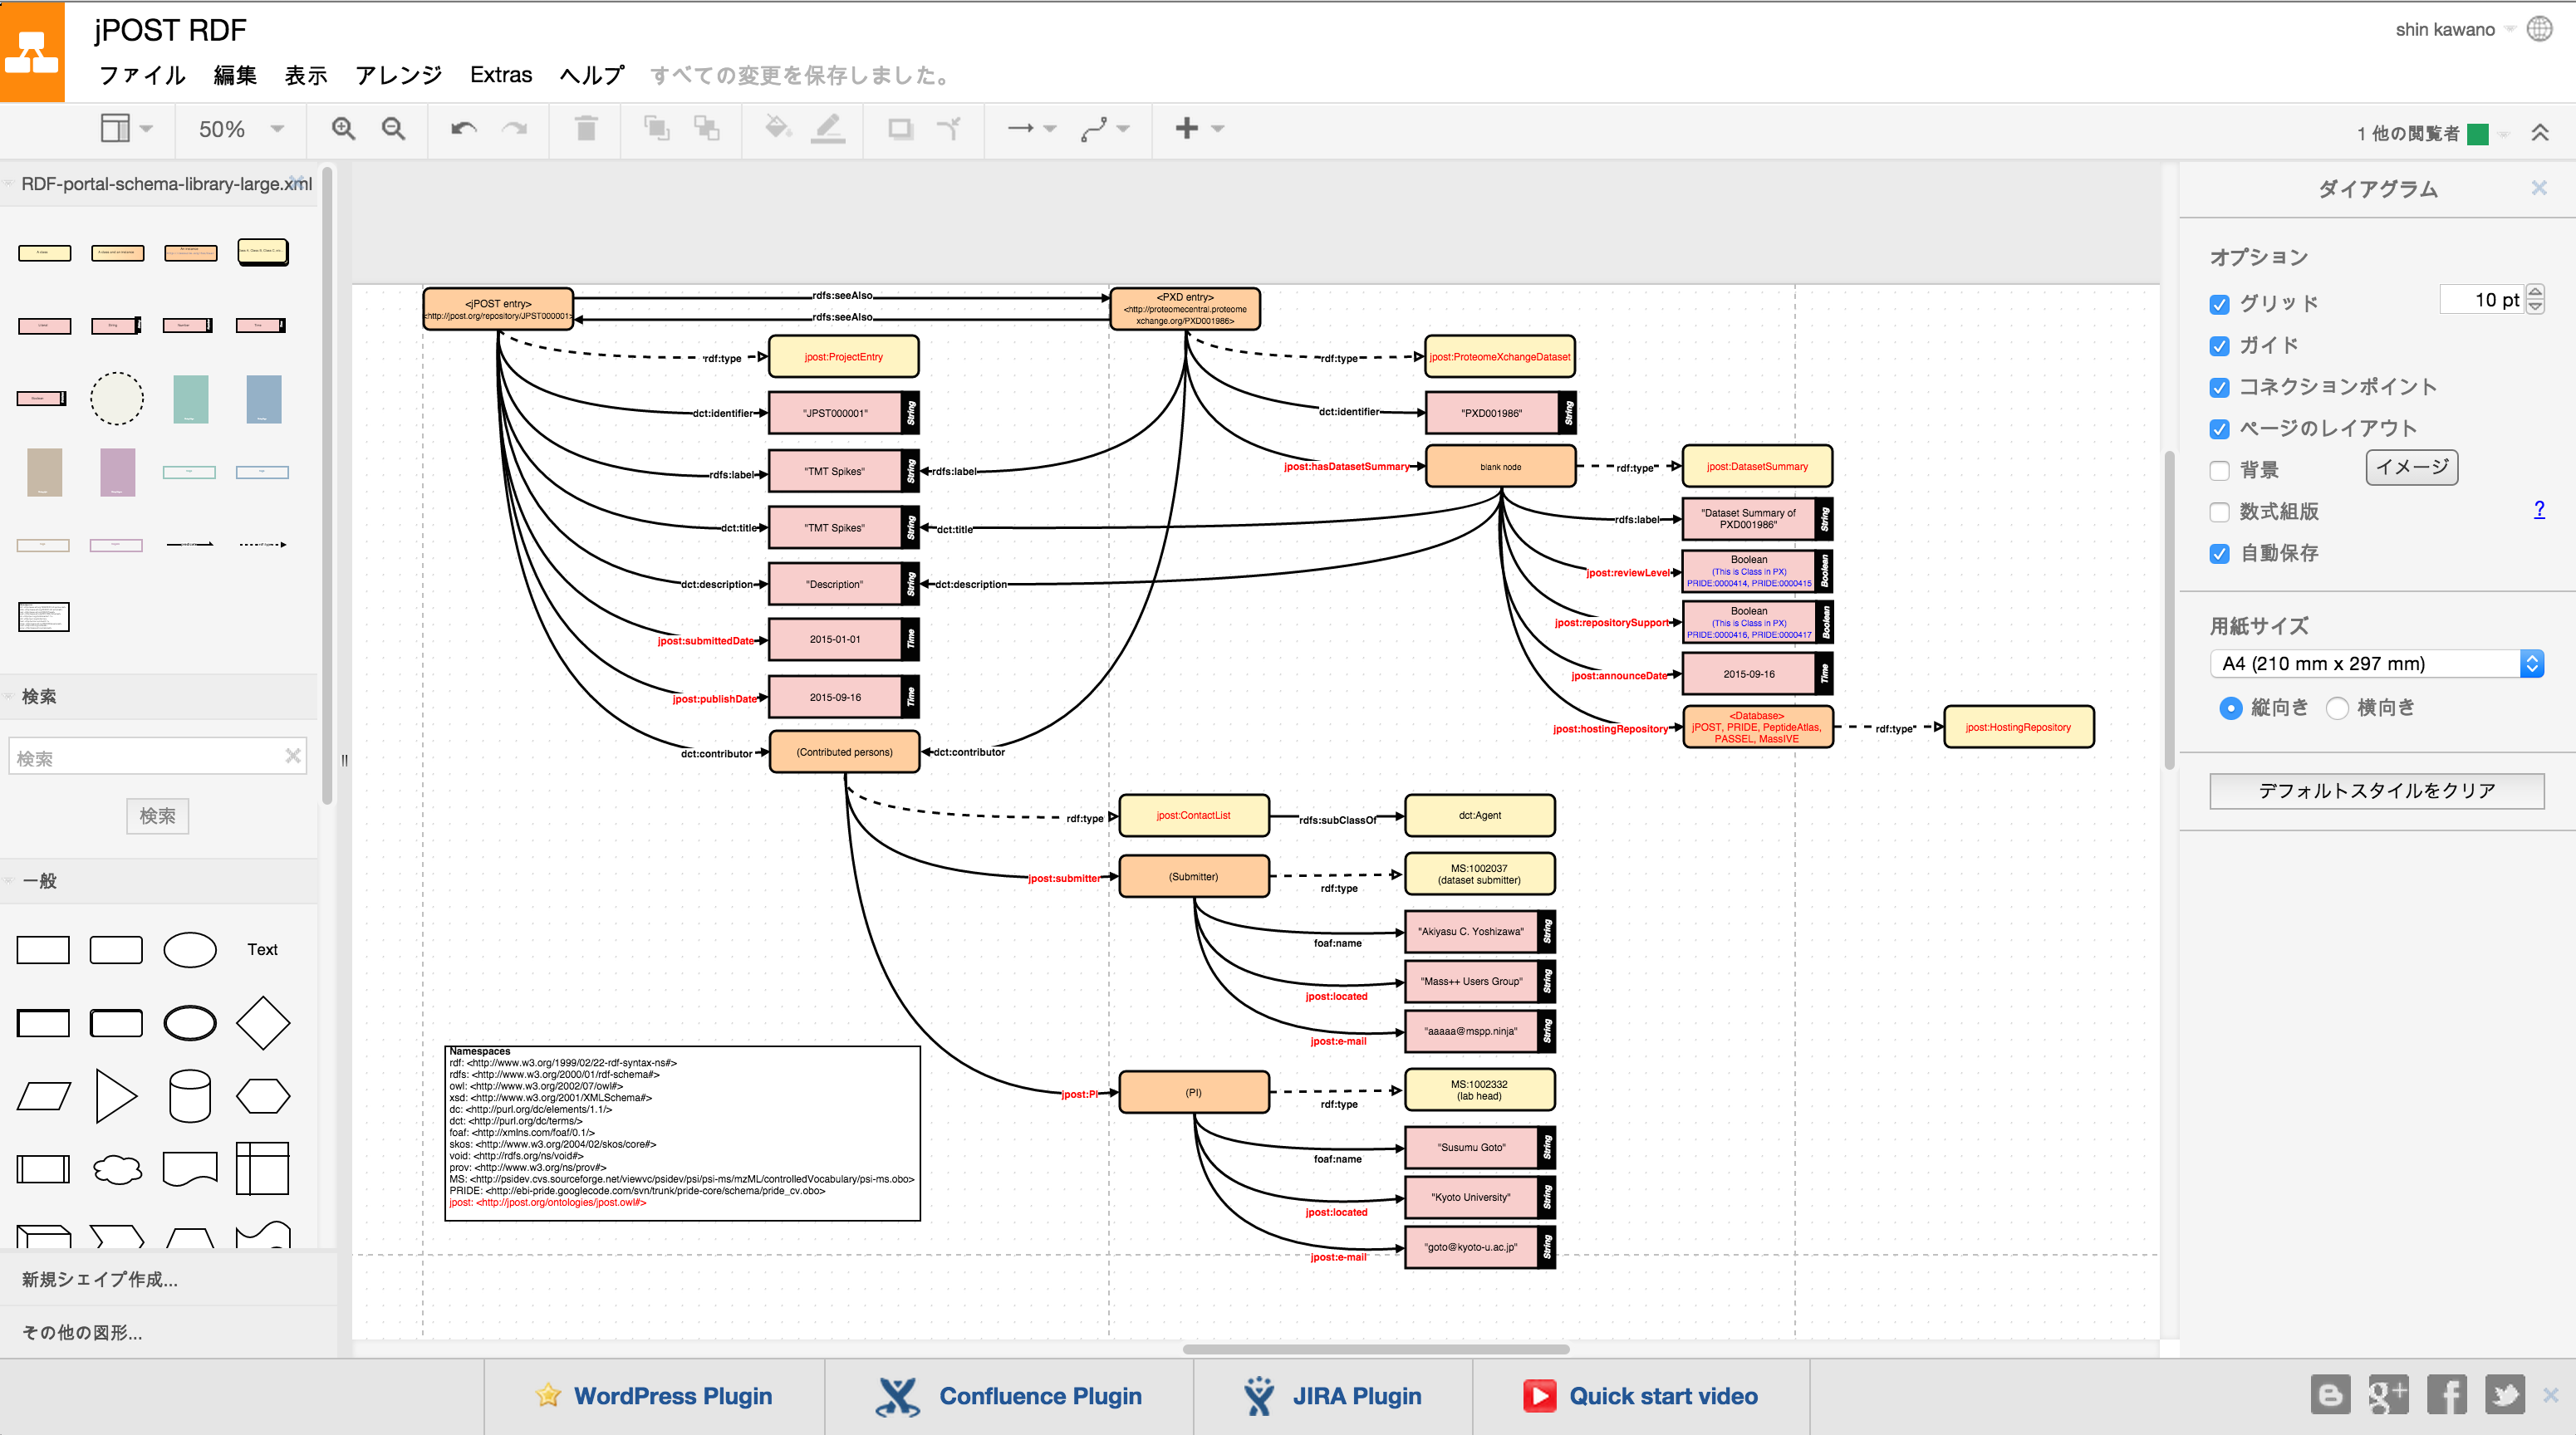 jPOST RDF
shin kawano
ファイル 編集 表示 アレンジ Extras ヘルプ すべての変更を保存しました。
50%
1 他の閲覧者
RDF-portal-schema-library-large.xml
検索
検索
検索
一般
Text
新規シェイプ作成...
その他の図形...
<jPOST entry>
<http://jpost.org/repository/JPST000001>
rdfs:seeAlso
rdfs:seeAlso
<PXD entry>
<http://proteomecentral.proteome
xchange.org/PXD001986>
rdf:type
jpost:ProjectEntry
dct:identifier
"JPST000001"
String
rdfs:label
"TMT Spikes"
String
rdfs:label
dct:title
"TMT Spikes"
String
dct:title
dct:description
"Description"
String
dct:description
jpost:submittedDate
2015-01-01
Time
jpost:publishDate
2015-09-16
Time
dct:contributor
(Contributed persons)
dct:contributor
rdf:type
jpost:ProteomeXchangeDataset
dct:identifier
"PXD001986"
String
jpost:hasDatasetSummary
blank node
rdf:type
jpost:DatasetSummary
rdfs:label
"Dataset Summary of
PXD001986"
String
jpost:reviewLevel
Boolean
(This is Class in PX)
PRIDE:0000414, PRIDE:0000415
Boolean
jpost:repositorySupport
Boolean
(This is Class in PX)
PRIDE:0000416, PRIDE:0000417
Boolean
jpost:announceDate
2015-09-16
Time
jpost:hostingRepository
<Database>
jPOST, PRIDE, PeptideAtlas,
PASSEL, MassIVE
rdf:type
jpost:HostingRepository
rdf:type
jpost:ContactList
rdfs:subClassOf
dct:Agent
jpost:submitter
(Submitter)
rdf:type
MS:1002037
(dataset submitter)
foaf:name
"Akiyasu C. Yoshizawa"
String
jpost:located
"Mass++ Users Group"
String
jpost:e-mail
"aaaaa@mspp.ninja"
String
jpost:PI
(PI)
rdf:type
MS:1002332
(lab head)
foaf:name
"Susumu Goto"
String
jpost:located
"Kyoto University"
String
jpost:e-mail
"goto@kyoto-u.ac.jp"
String
Namespaces
rdf: <http://www.w3.org/1999/02/22-rdf-syntax-ns#>
rdfs: <http://www.w3.org/2000/01/rdf-schema#>
owl: <http://www.w3.org/2002/07/owl#>
xsd: <http://www.w3.org/2001/XMLSchema#>
dc: <http://purl.org/dc/elements/1.1/>
dct: <http://purl.org/dc/terms/>
foaf: <http://xmlns.com/foaf/0.1/>
skos: <http://www.w3.org/2004/02/skos/core#>
void: <http://rdfs.org/ns/void#>
prov: <http://www.w3.org/ns/prov#>
MS: <http://psidev.cvs.sourceforge.net/viewvc/psidev/psi/psi-ms/mzML/controlledVocabulary/psi-ms.obo>
PRIDE: <http://ebi-pride.googlecode.com/svn/trunk/pride-core/schema/pride_cv.obo>
jpost: <http://jpost.org/ontologies/jpost.owl#>
ダイアグラム
オプション
グリッド 10 pt
ガイド
コネクションポイント
ページのレイアウト
背景 イメージ
数式組版 ?
自動保存
用紙サイズ
A4 (210 mm x 297 mm)
縦向き 横向き
デフォルトスタイルをクリア
WordPress Plugin
Confluence Plugin
JIRA Plugin
Quick start video